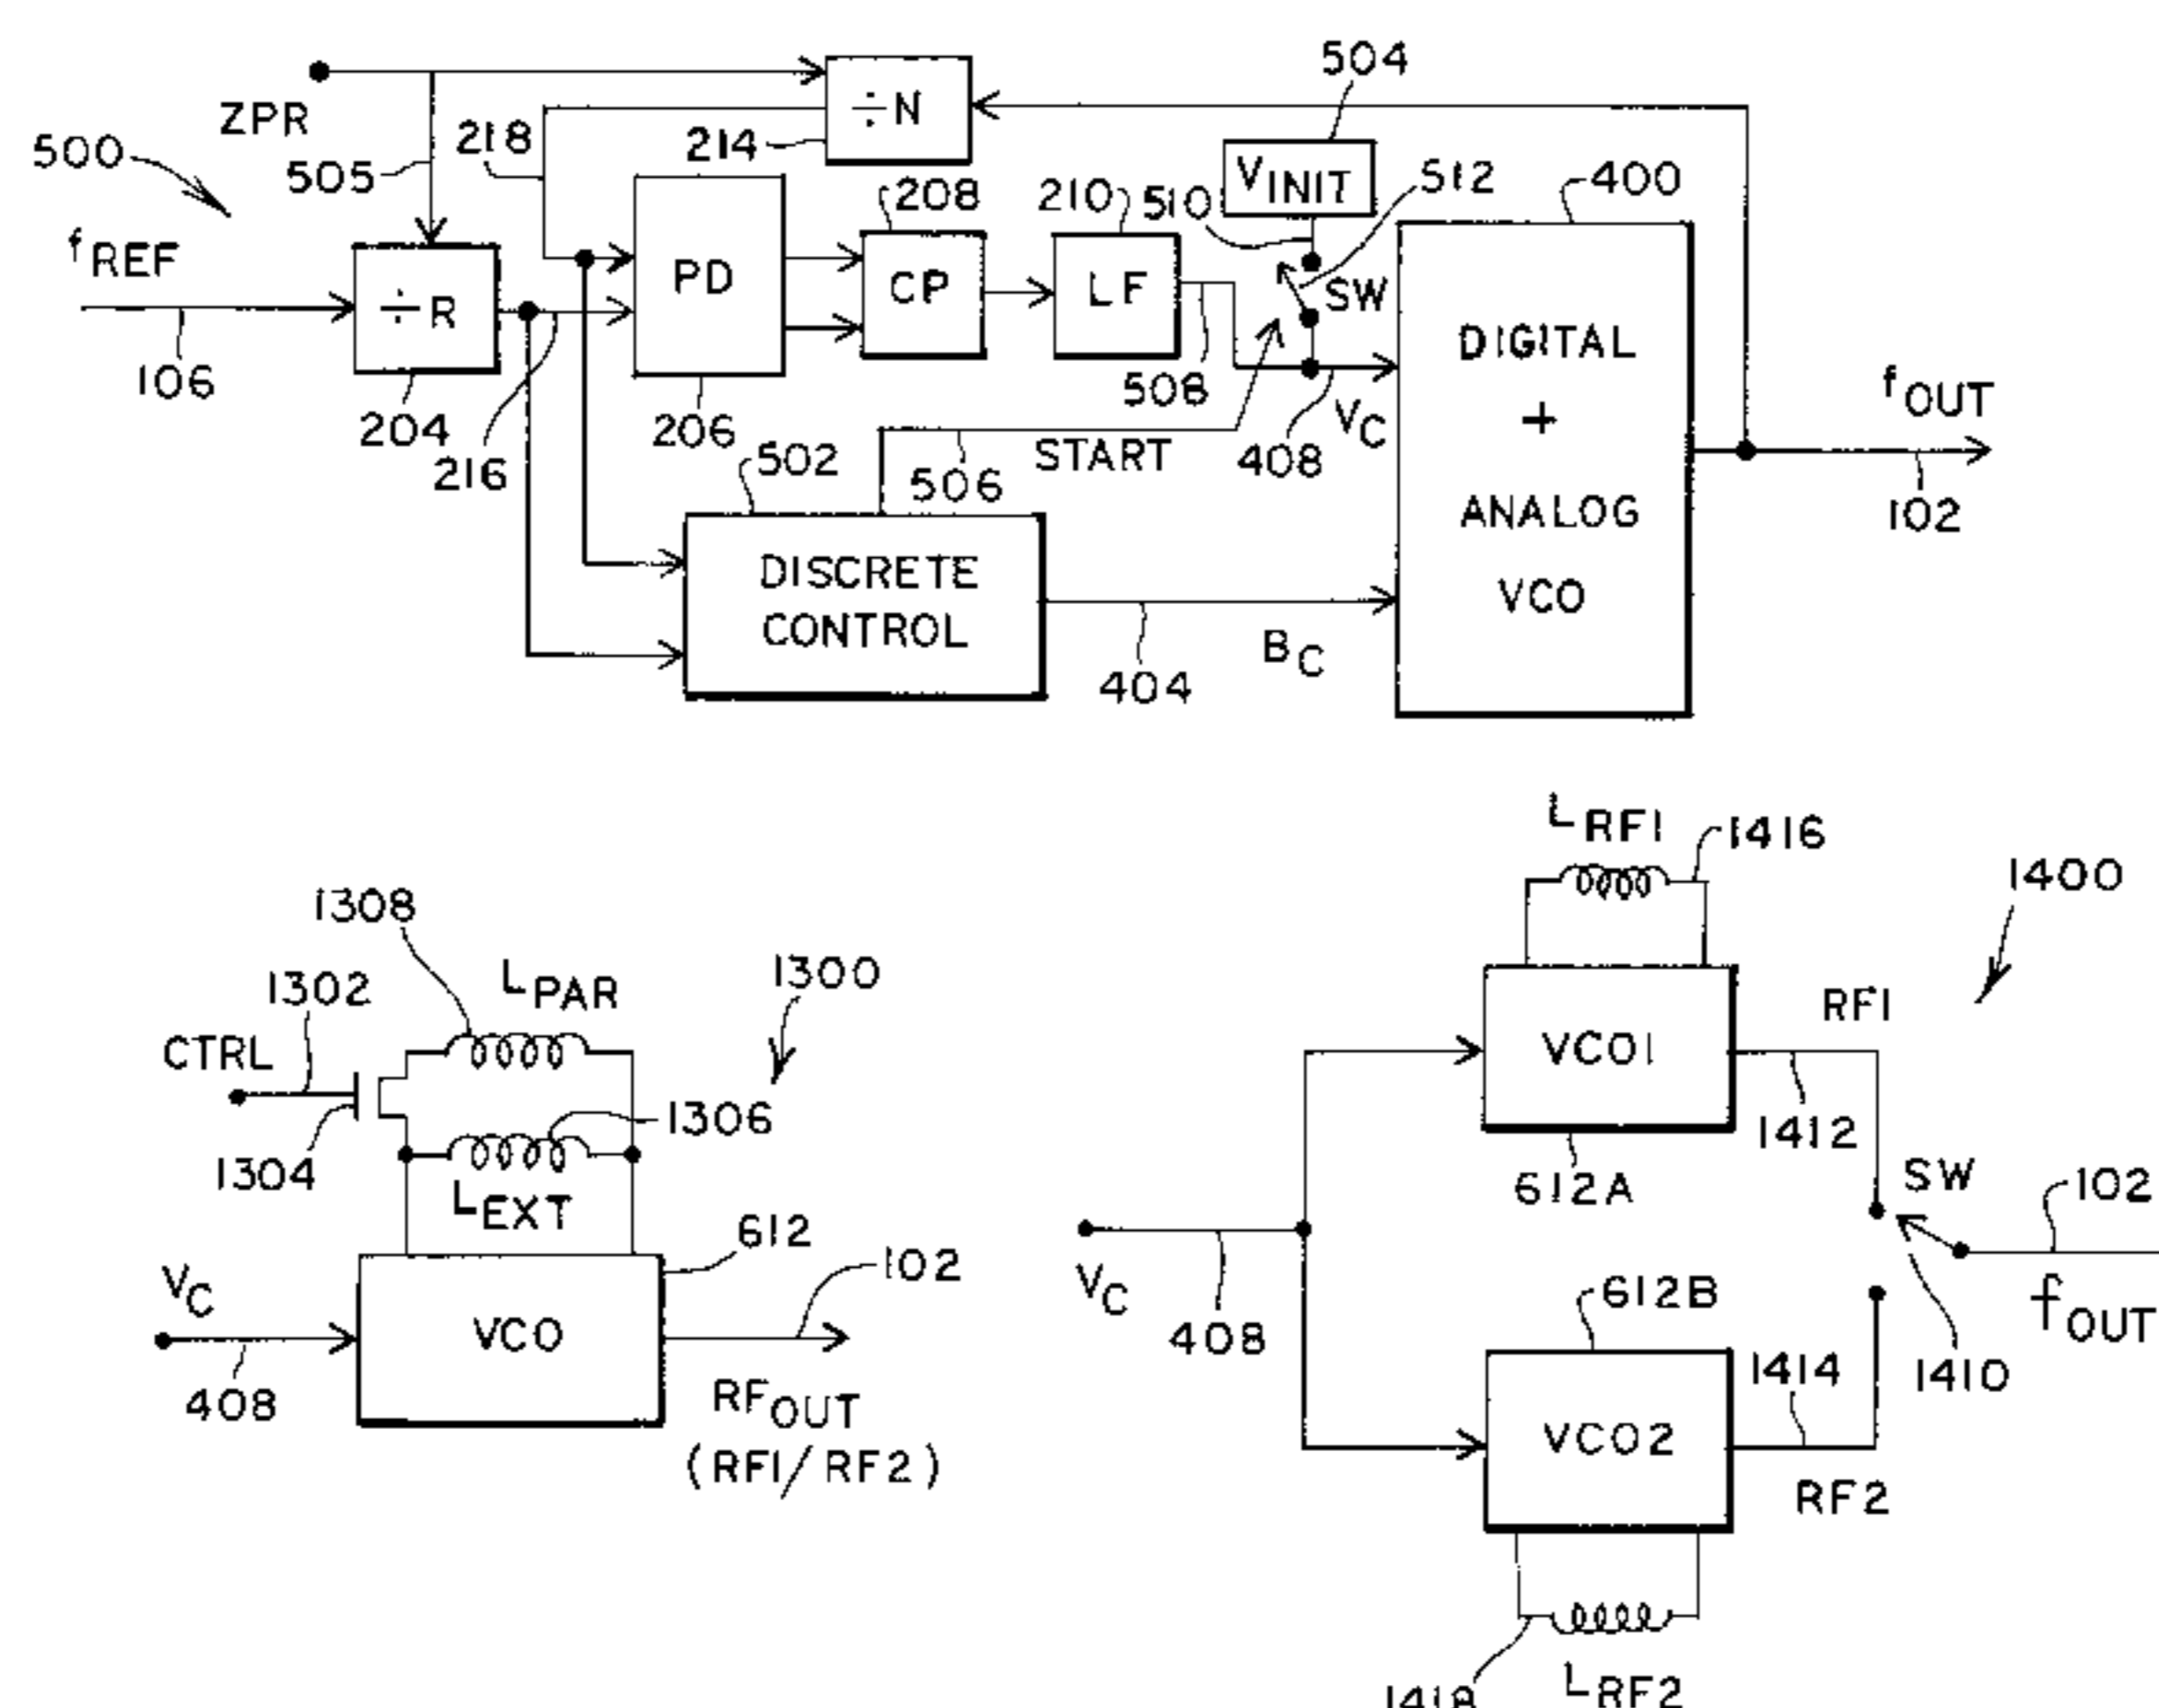 504
ZPR
÷N
500
505
218
214
VINIT
512
400
fREF
208
210
510
÷R
PD
CP
LF
SW
DIGITAL
+
ANALOG
VCO
106
204
216
206
508
VC
408
fOUT
102
502
506
START
DISCRETE
CONTROL
404
BC
1308
LPAR
1300
1302
CTRL
1306
1304
LEXT
612
VC
VCO
102
408
RFOUT
(RF1/RF2)
LRF1
1416
1400
VCO1
RF1
1412
612A
SW
102
VC
408
612B
fOUT
1410
1414
VCO2
RF2
1418
LRF2